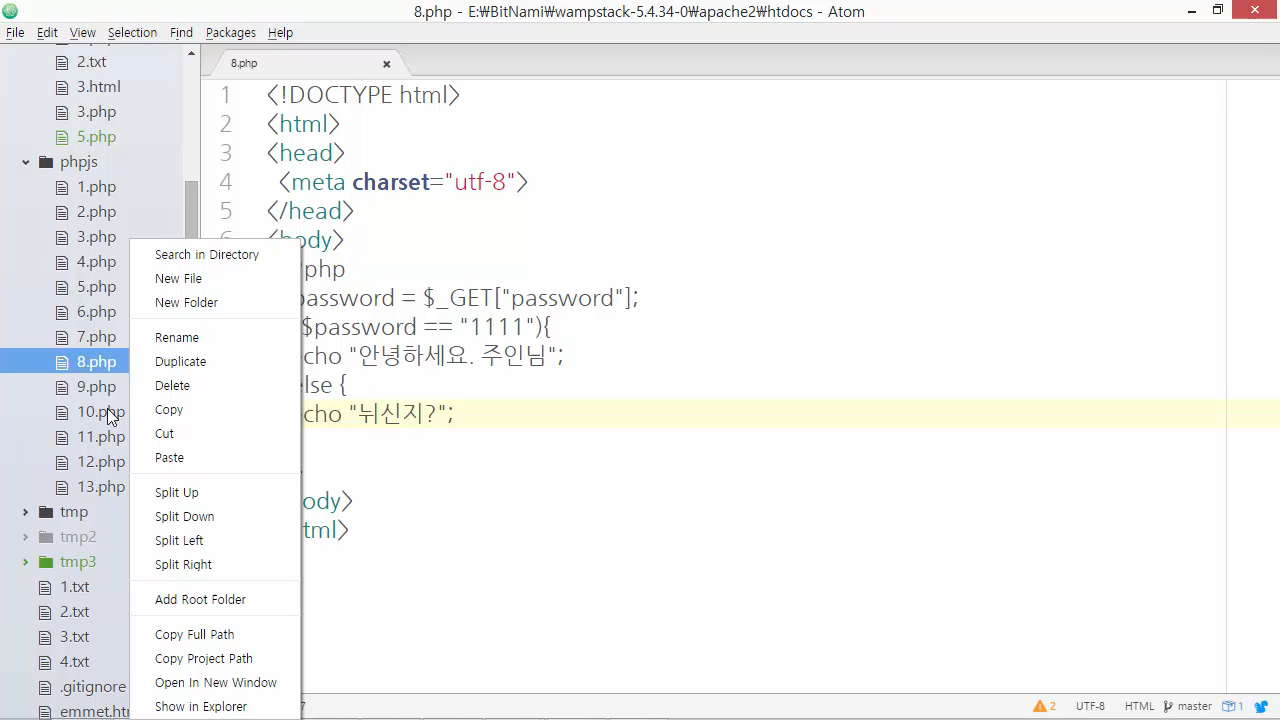 8.php - E:₩BitNami₩wampstack-5.4.34-0₩apache2₩htdocs - Atom
File Edit View Selection Find Packages Help
2.txt
3.html
3.php
5.php
phpjs
1.php
2.php
3.php
4.php
5.php
6.php
7.php
8.php
9.php
10.php
11.php
12.php
13.php
tmp
tmp2
tmp3
1.txt
2.txt
3.txt
4.txt
.gitignore
Search in Directory
New File
New Folder
Rename
Duplicate
Delete
Copy
Cut
Paste
Split Up
Split Down
Split Left
Split Right
Add Root Folder
Copy Full Path
Copy Project Path
Open In New Window
Show in Explorer
8.php
1 <!DOCTYPE html>
2 <html>
3 <head>
4 <meta charset="utf-8">
5 </head>
body>
php
password = $_GET["password"];
$password == "1111"){
cho "안녕하세요. 주인님";
lse {
cho "뉘신지?";
ody>
tml>
2 UTF-8 HTML master 1